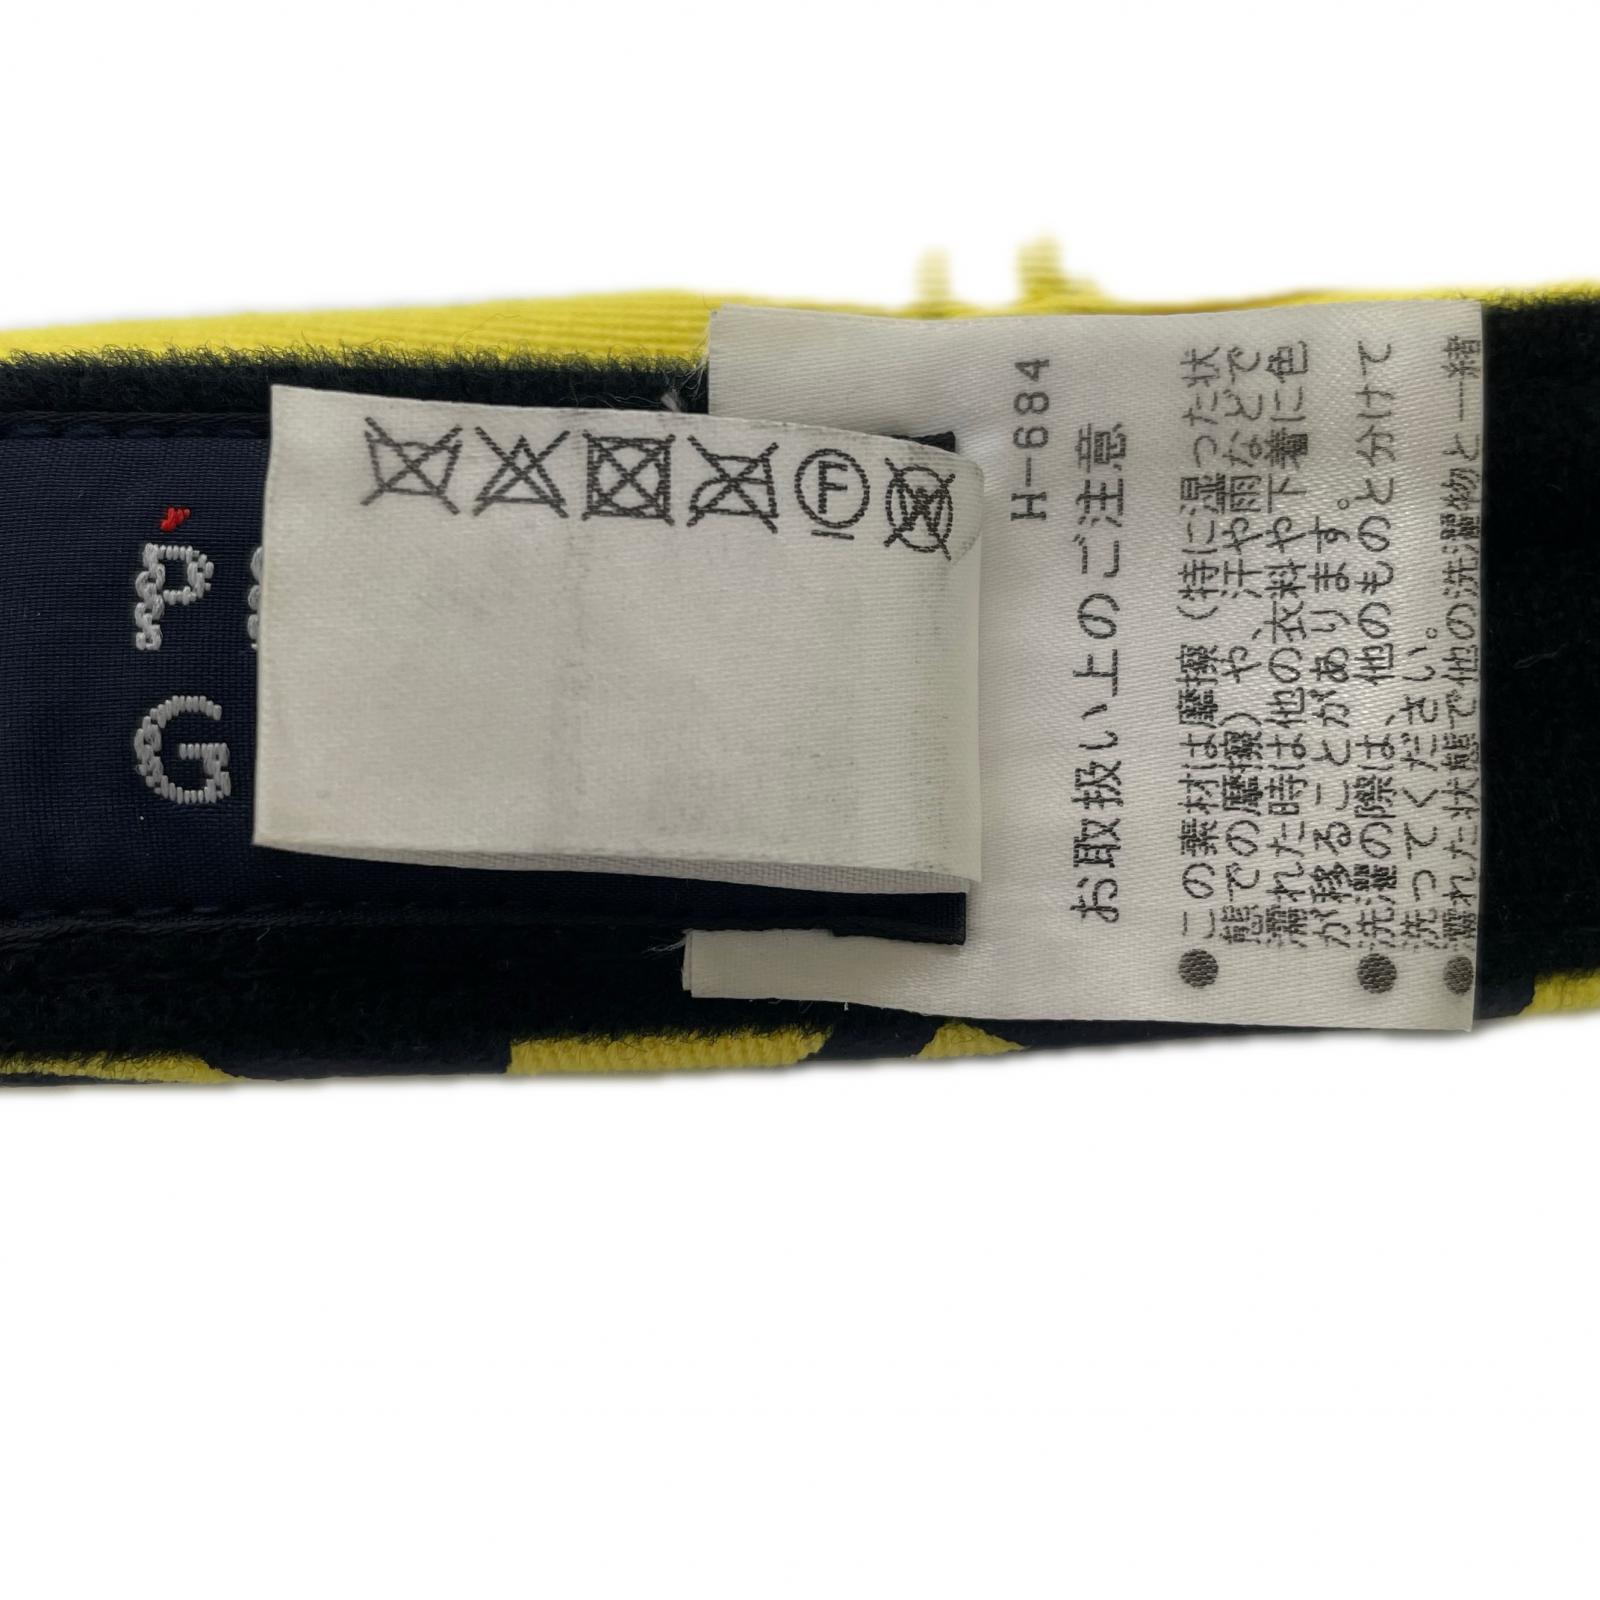 P
G
F
W
H-684
お取扱い上のご注意
●この素材は摩擦(特に湿った状
態での摩擦)や、汗や雨などで
濡れた時は他の衣料や下着に色
が移ることがあります。
●洗濯の際は、他のものと分けて
洗ってください。
●濡れた状態で他の洗濯物と一緒